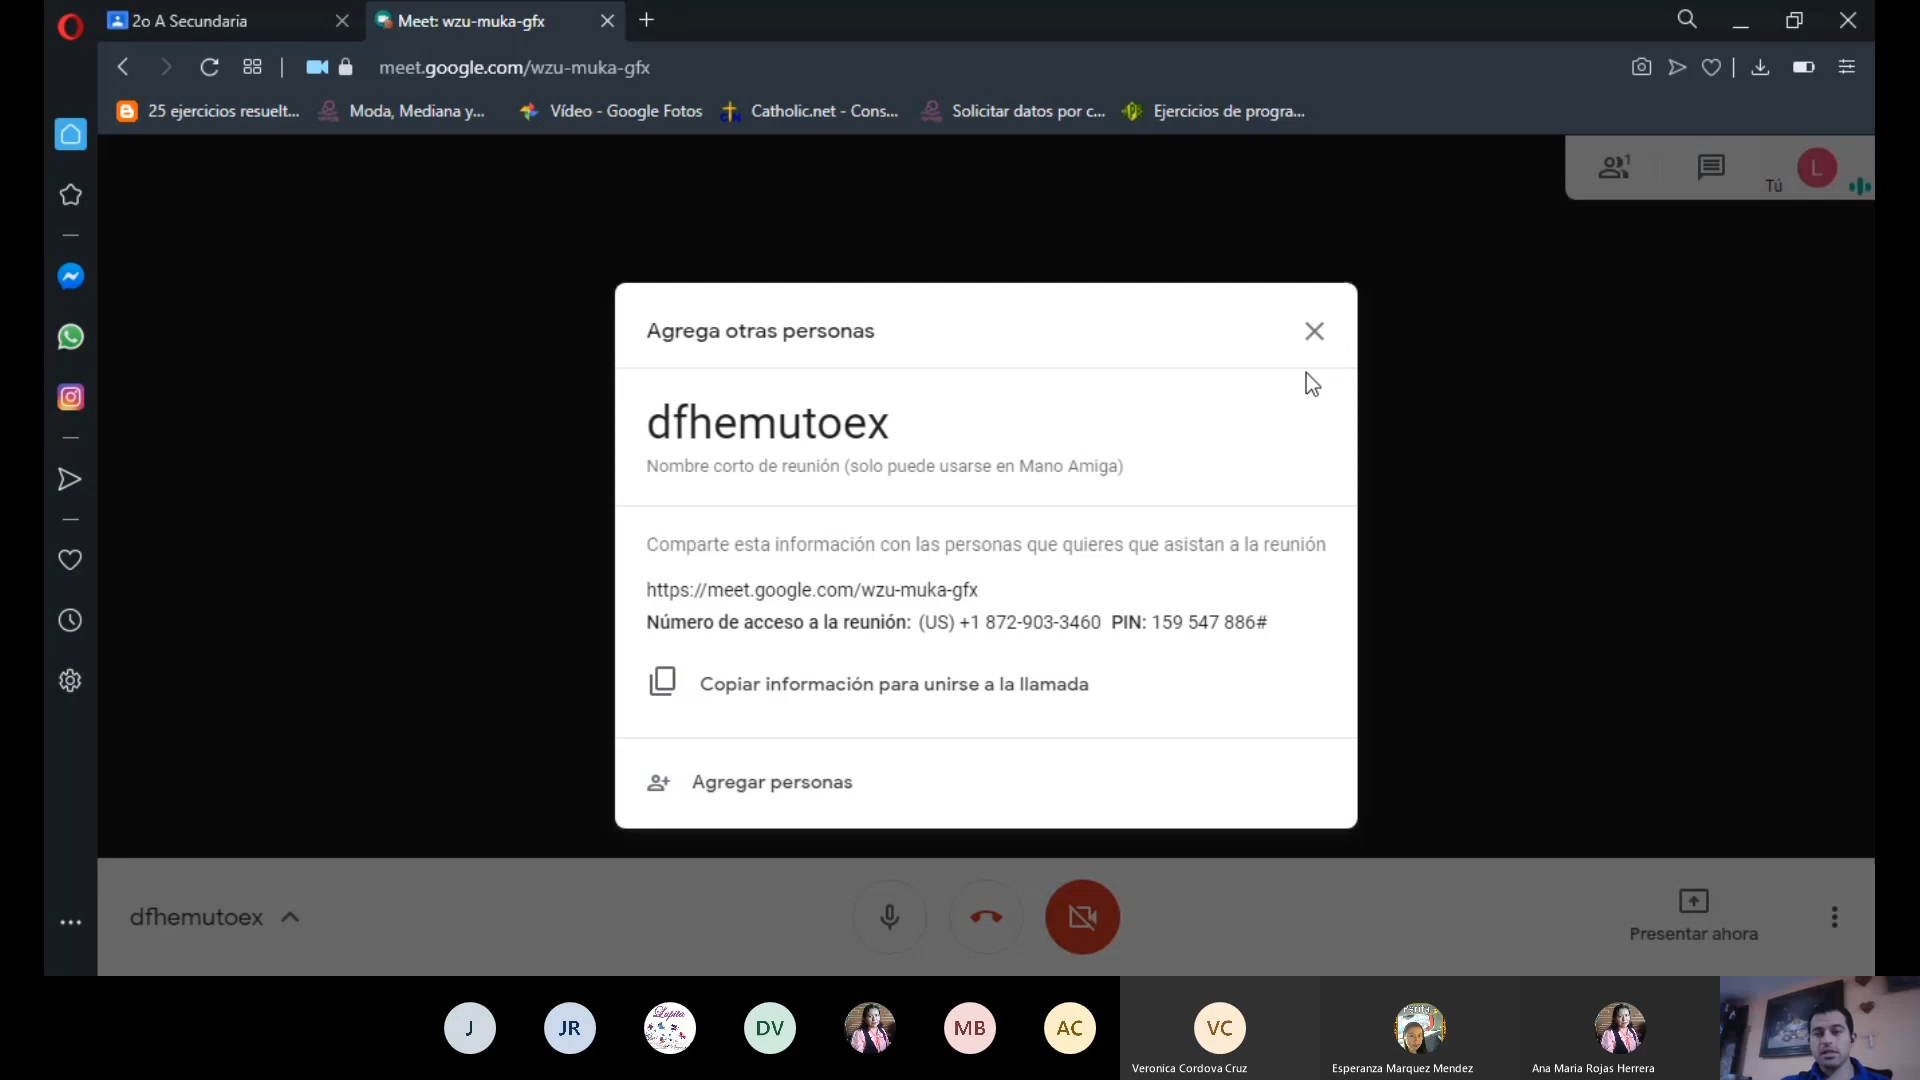 2o A Secundaria
Meet: wzu-muka-gfx
meet.google.com/wzu-muka-gfx
25 ejercicios resuelt...
Moda, Mediana y...
Vídeo - Google Fotos
Catholic.net - Cons...
Solicitar datos por c...
Ejercicios de progra...
1
Tú
L
Agrega otras personas
dfhemutoex
Nombre corto de reunión (solo puede usarse en Mano Amiga)
Comparte esta información con las personas que quieres que asistan a la reunión
https://meet.google.com/wzu-muka-gfx
Número de acceso a la reunión: (US) +1 872-903-3460 PIN: 159 547 886#
Copiar información para unirse a la llamada
Agregar personas
dfhemutoex
Presentar ahora
J
JR
Lupita
DV
MB
AC
VC
Veronica Cordova Cruz
Esperanza Marquez Mendez
Ana Maria Rojas Herrera